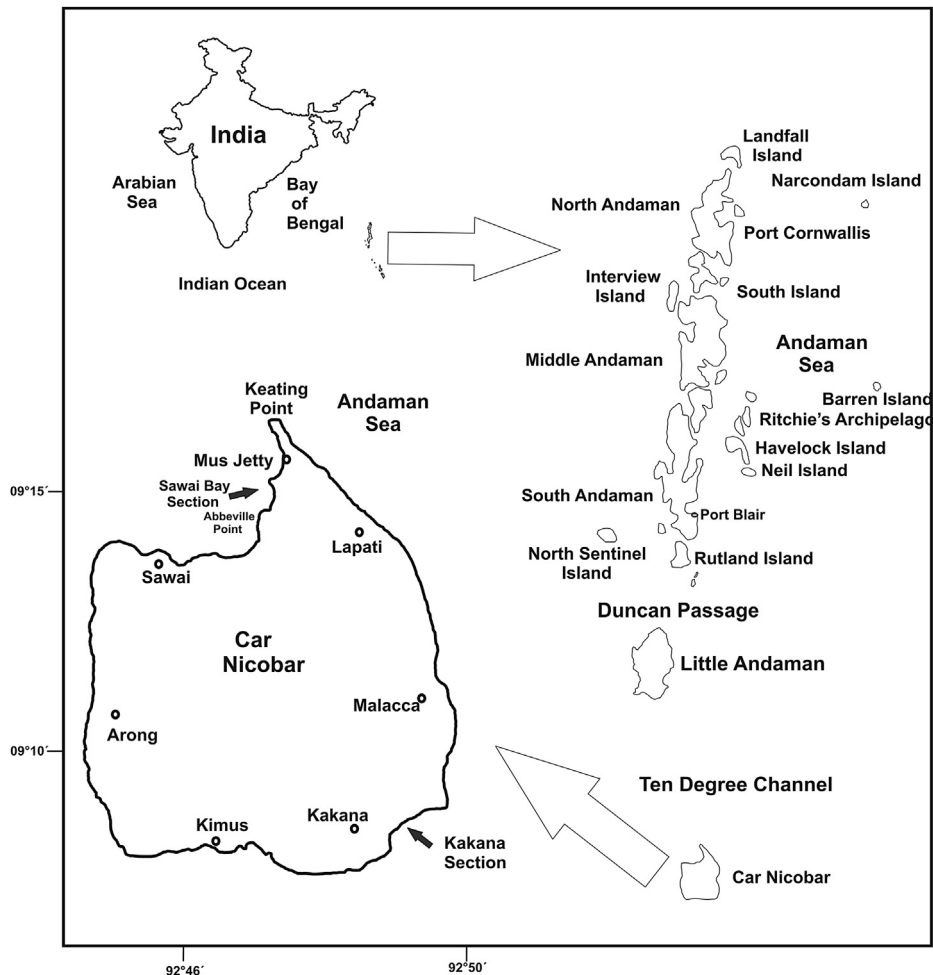 India
Arabian
Sea
Bay
of
Bengal
Indian Ocean
Landfall
Island
Narcondam Island
North Andaman
Port Cornwallis
Interview
Island
South Island
Andaman
Sea
Middle Andaman
Barren Island
Ritchie's Archipelago
Havelock Island
Neil Island
South Andaman
Port Blair
North Sentinel
Island
Rutland Island
Duncan Passage
Little Andaman
Ten Degree Channel
Car Nicobar
Keating
Point
Andaman
Sea
Mus Jetty
Sawai Bay
Section
Abbeville
Point
09°15´
Lapati
Sawai
Car
Nicobar
Malacca
Arong
09°10´
Kakana
Kimus
Kakana
Section
92°46´
92°50´